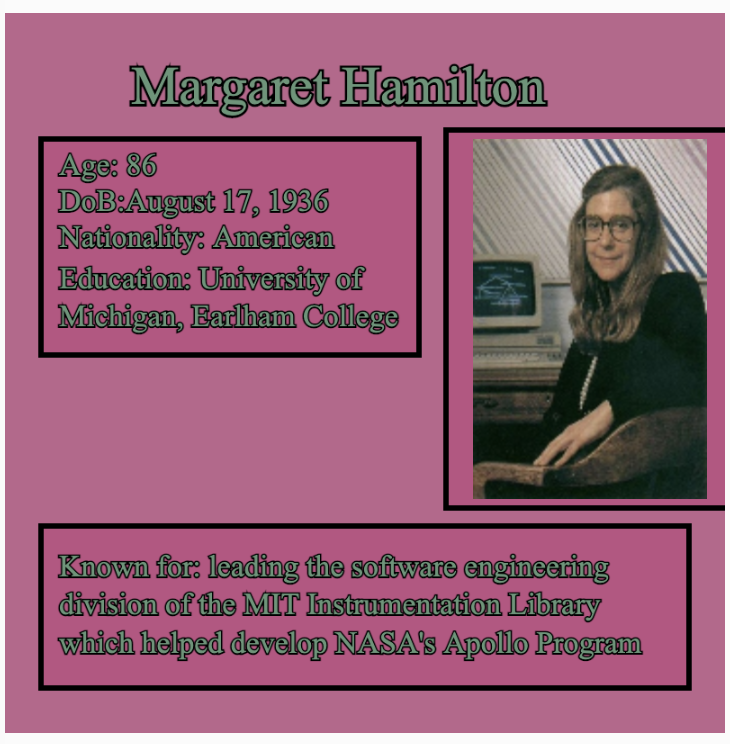 Margaret Hamilton
Age: 86
DoB:August 17, 1936
Nationality: American
Education: University of
Michigan, Earlham College
Known for: leading the software engineering
division of the MIT Instrumentation Library
which helped develop NASA's Apollo Program